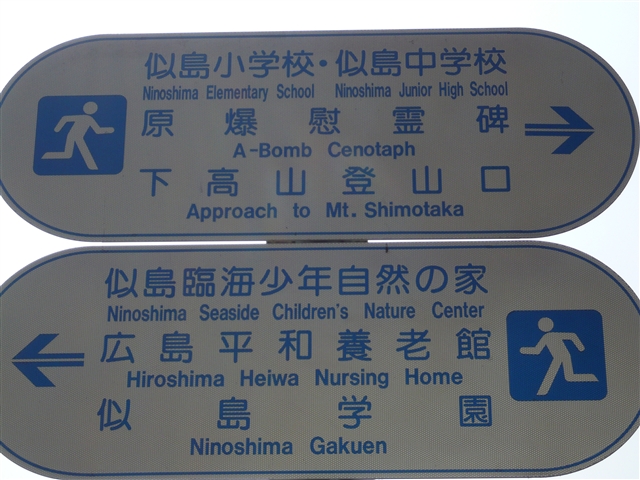 似島小学校・似島中学校
Ninoshima Elementary School Ninoshima Junior High School
原爆慰霊碑
A-Bomb Cenotaph
下高山登山口
Approach to Mt. Shimotaka
似島臨海少年自然の家
Ninoshima Seaside Children's Nature Center
広島平和養老館
Hiroshima Heiwa Nursing Home
似島学園
Ninoshima Gakuen